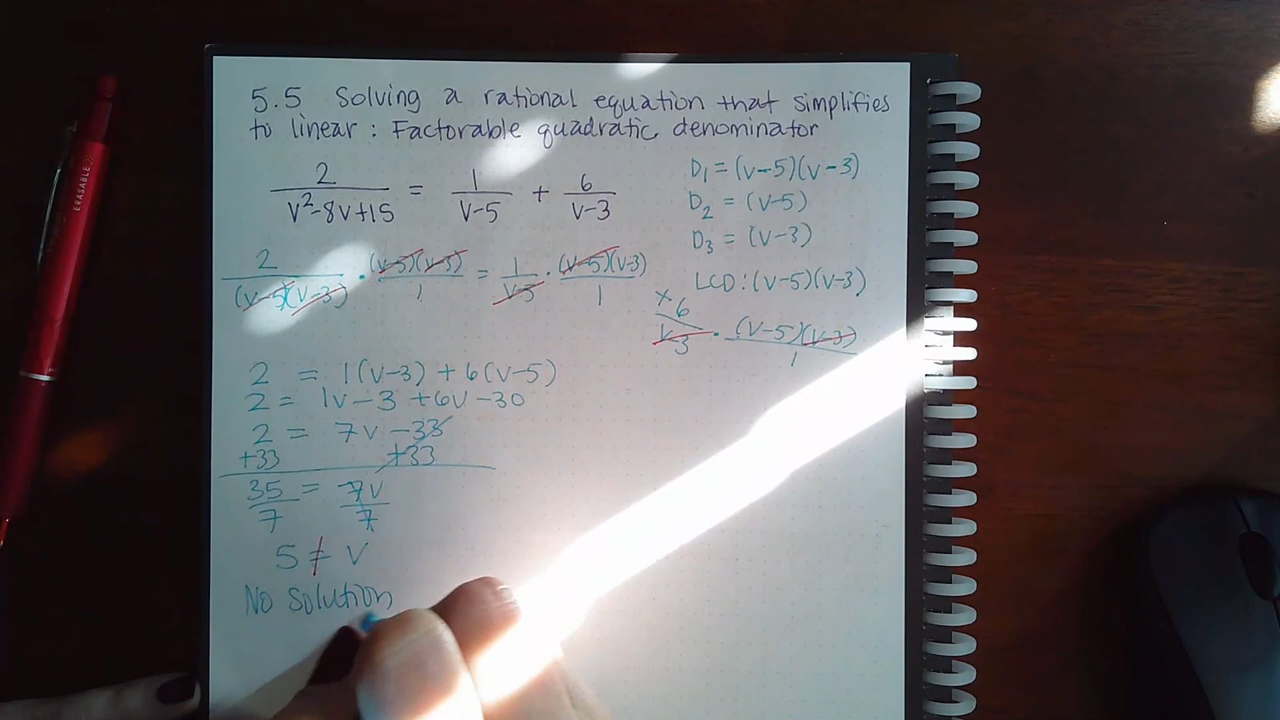 5.5 Solving a rational equation that simplifies
to linear: Factorable quadratic denominator
2/(v²-8v+15) = 1/(v-5) + 6/(v-3)
D₁ = (v-5)(v-3)
D₂ = (v-5)
D₃ = (v-3)
LCD: (v-5)(v-3)
2/((v-5)(v-3)) · (v-5)(v-3)/1 = 1/(v-5) · (v-5)(v-3)/1
+ 6/(v-3) · (v-5)(v-3)/1
2 = 1(v-3) + 6(v-5)
2 = 1v-3 +6v-30
2 = 7v -33
+33 +33
35/7 = 7v/7
5 ≠ v
No solution
ERASABLE